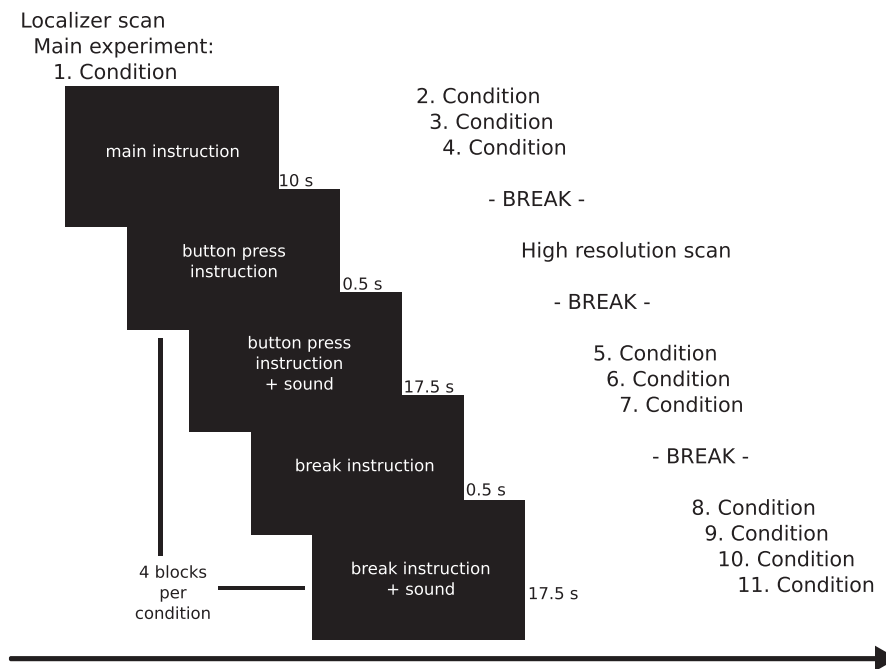 Localizer scan
Main experiment:
1. Condition
main instruction
10 s
button press
instruction
0.5 s
button press
instruction
+ sound
17.5 s
break instruction
0.5 s
break instruction
+ sound
17.5 s
4 blocks
per
condition
2. Condition
3. Condition
4. Condition
- BREAK -
High resolution scan
- BREAK -
5. Condition
6. Condition
7. Condition
- BREAK -
8. Condition
9. Condition
10. Condition
11. Condition